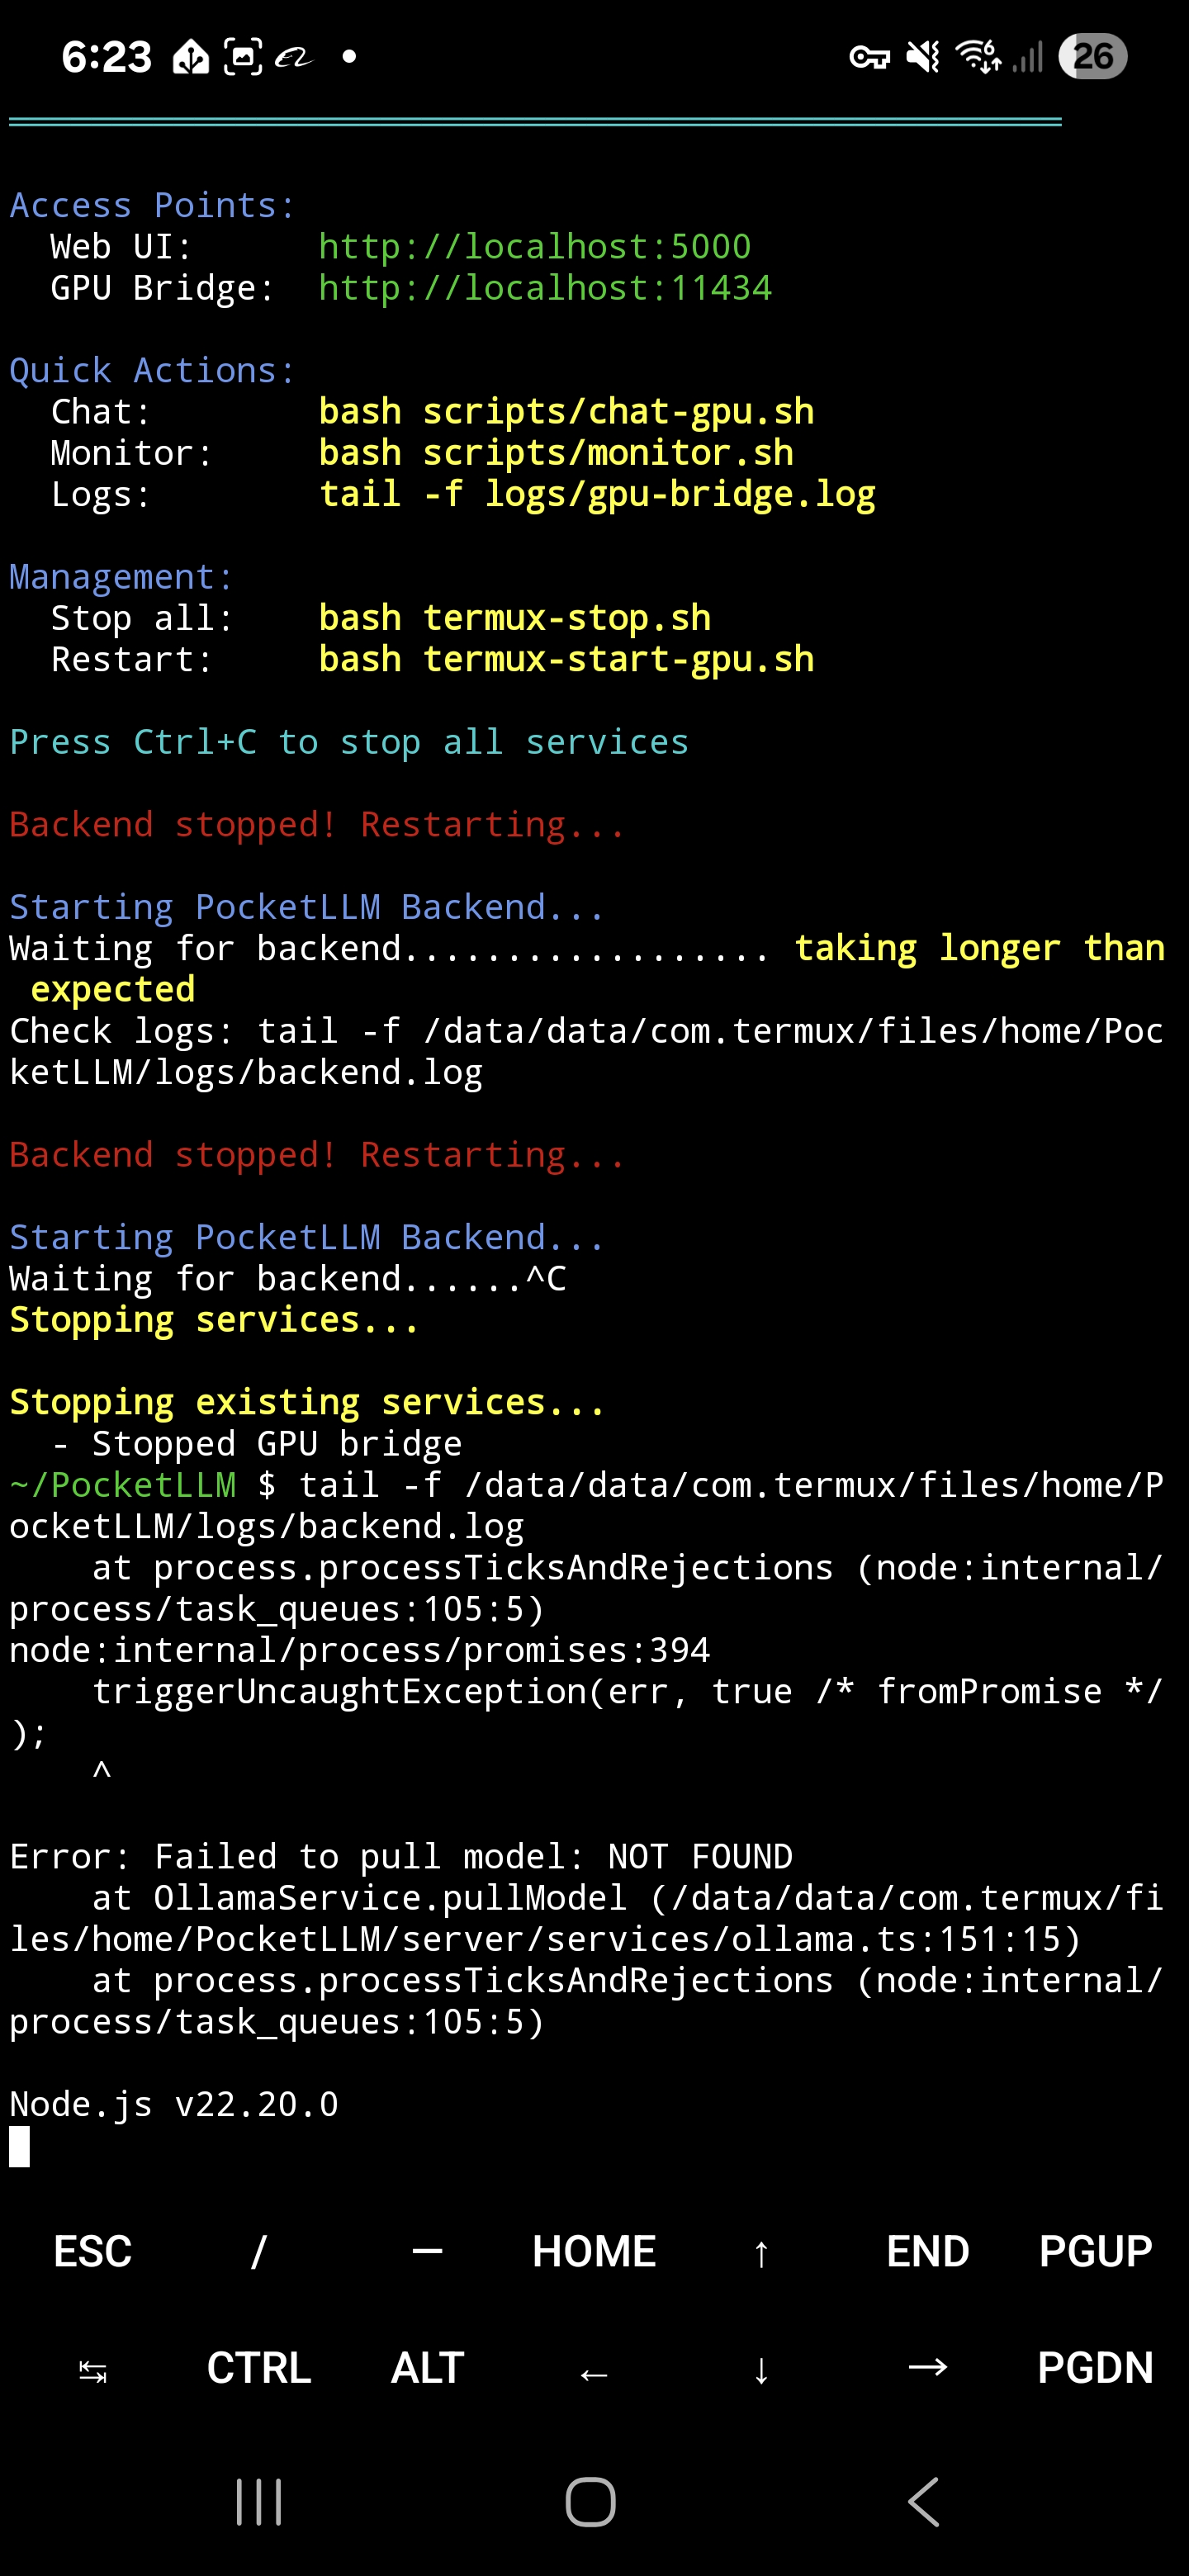 6:23
26
Access Points:
  Web UI:      http://localhost:5000
  GPU Bridge:  http://localhost:11434
Quick Actions:
  Chat:        bash scripts/chat-gpu.sh
  Monitor:     bash scripts/monitor.sh
  Logs:        tail -f logs/gpu-bridge.log
Management:
  Stop all:    bash termux-stop.sh
  Restart:     bash termux-start-gpu.sh
Press Ctrl+C to stop all services
Backend stopped! Restarting...
Starting PocketLLM Backend...
Waiting for backend.................. taking longer than
 expected
Check logs: tail -f /data/data/com.termux/files/home/Poc
ketLLM/logs/backend.log
Backend stopped! Restarting...
Starting PocketLLM Backend...
Waiting for backend......^C
Stopping services...
Stopping existing services...
  - Stopped GPU bridge
~/PocketLLM $ tail -f /data/data/com.termux/files/home/P
ocketLLM/logs/backend.log
    at process.processTicksAndRejections (node:internal/
process/task_queues:105:5)
node:internal/process/promises:394
    triggerUncaughtException(err, true /* fromPromise */
);
    ^
Error: Failed to pull model: NOT FOUND
    at OllamaService.pullModel (/data/data/com.termux/fi
les/home/PocketLLM/server/services/ollama.ts:151:15)
    at process.processTicksAndRejections (node:internal/
process/task_queues:105:5)
Node.js v22.20.0
ESC / — HOME ↑ END PGUP
↹ CTRL ALT ← ↓ → PGDN